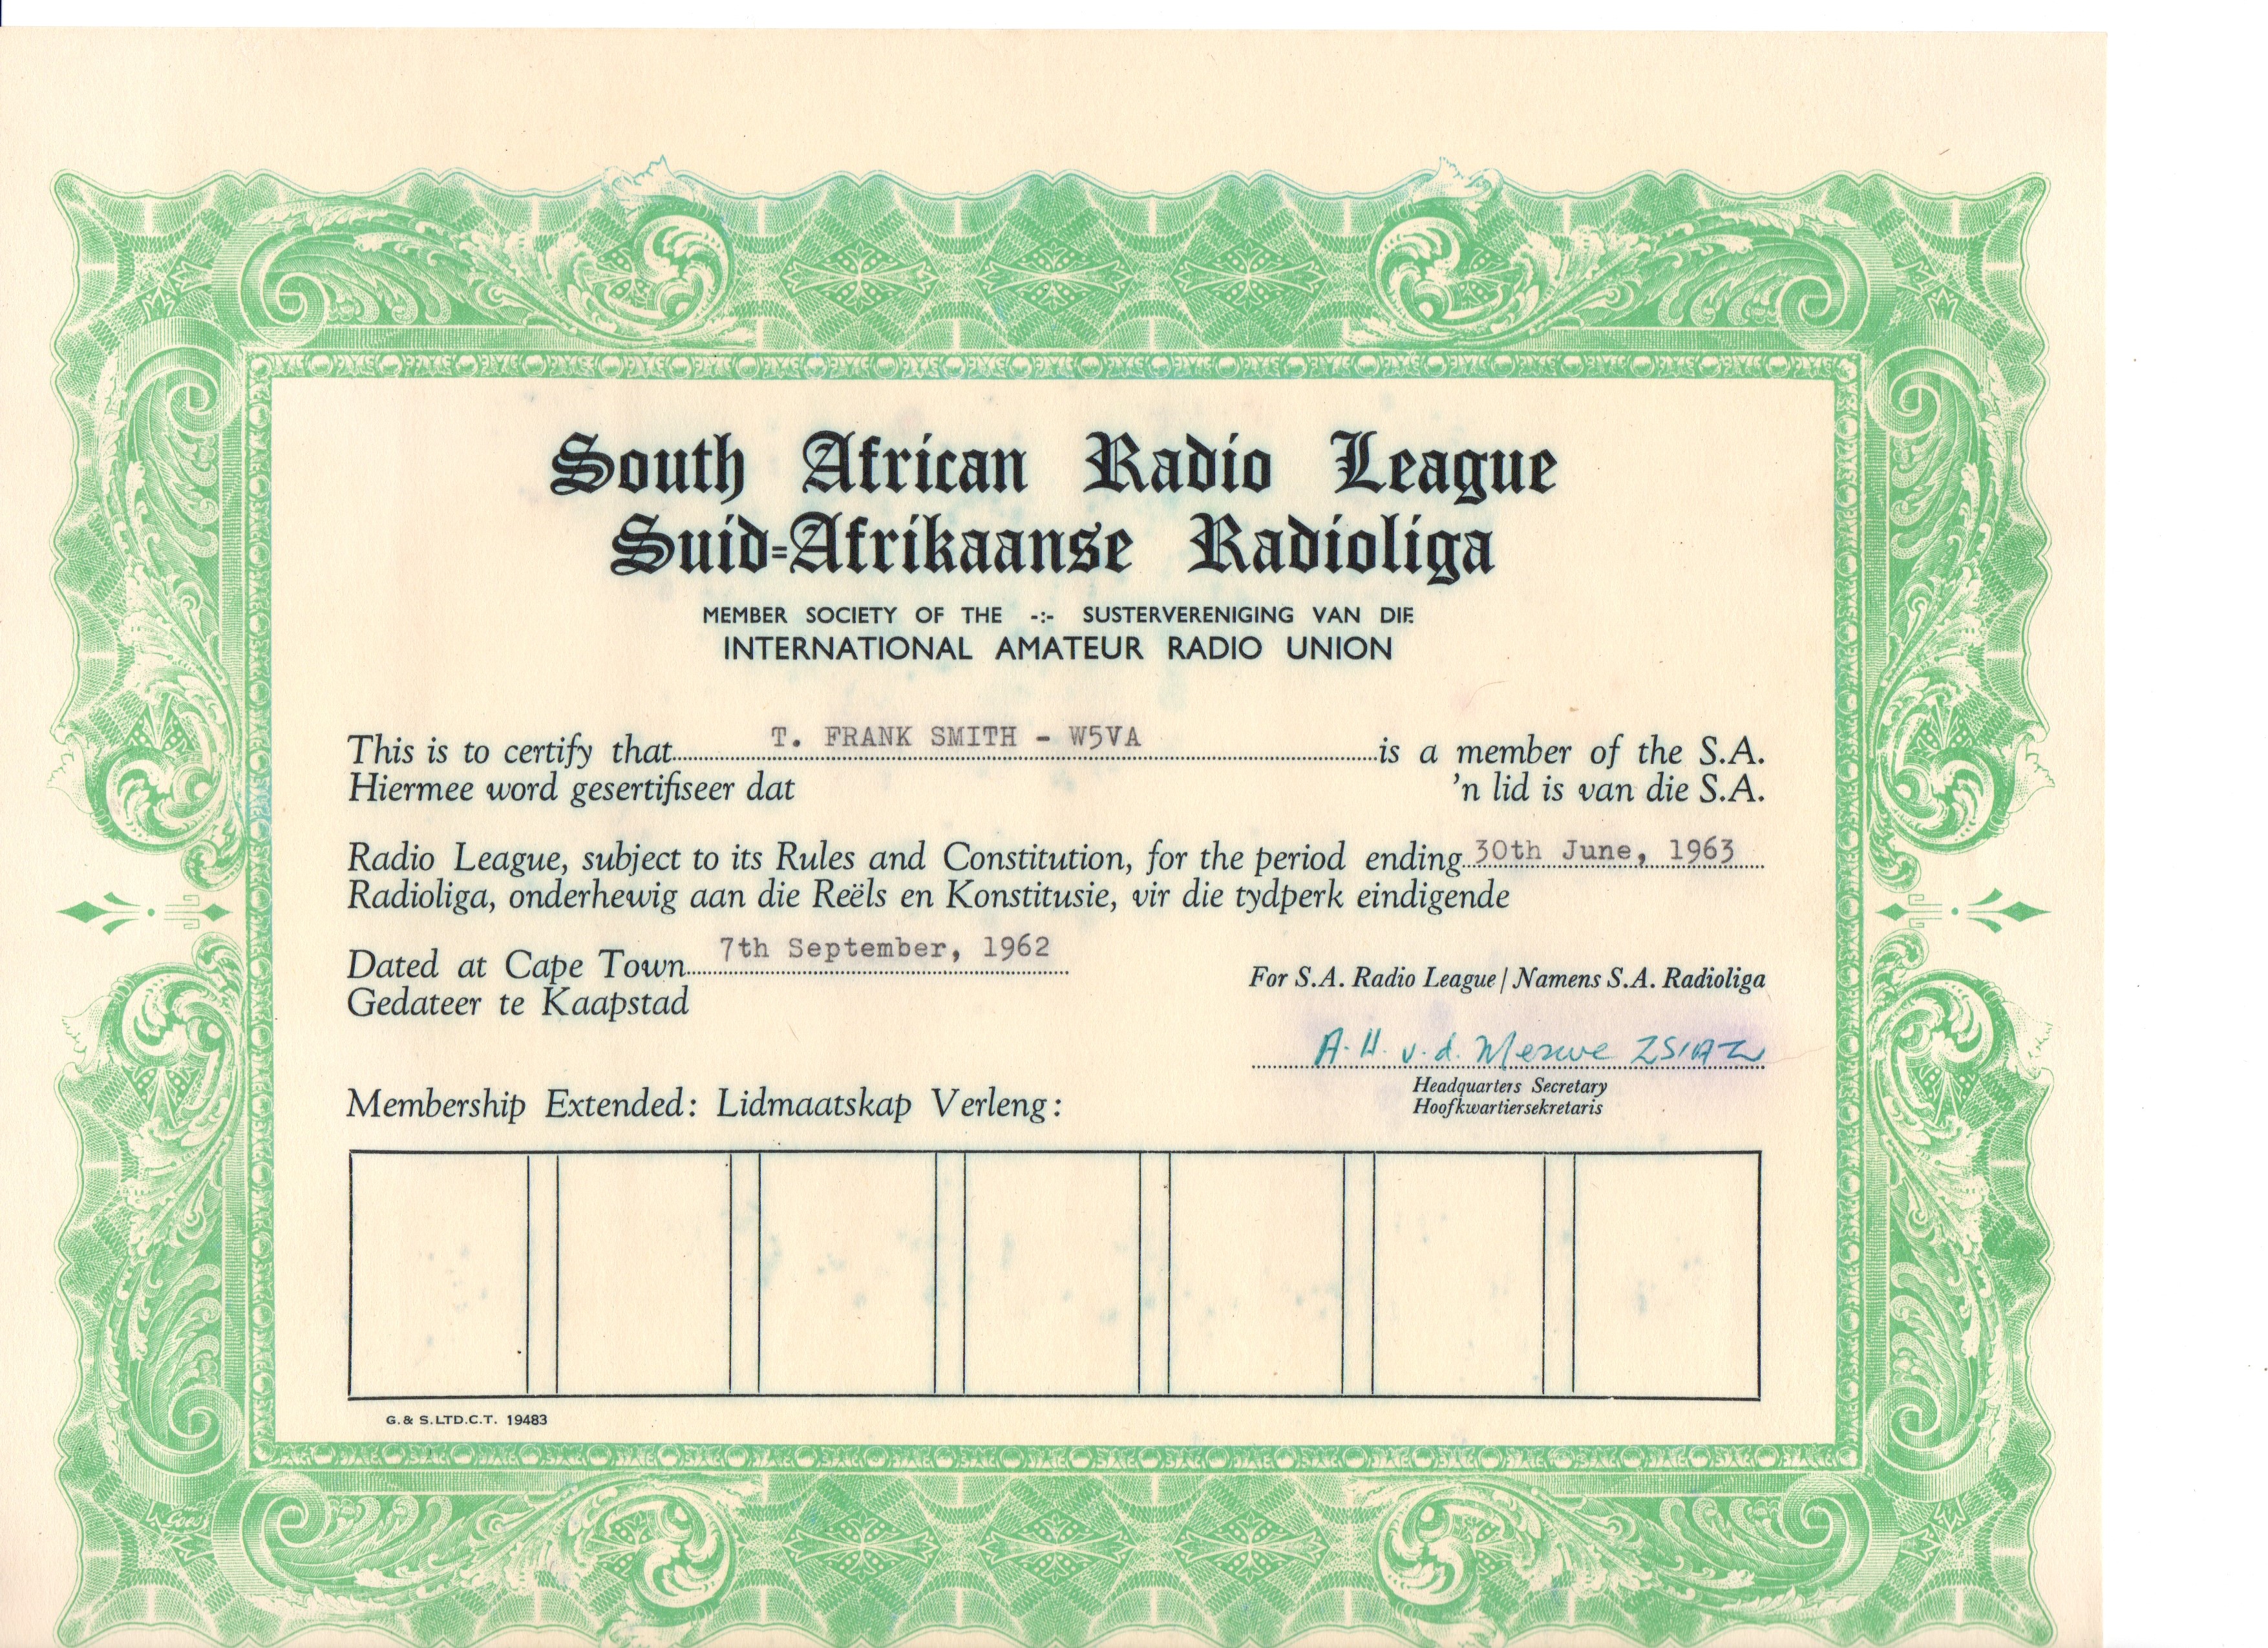 South African Radio League
Suid-Afrikaanse Radioliga
MEMBER SOCIETY OF THE -:- SUSTERVERENIGING VAN DIE
INTERNATIONAL AMATEUR RADIO UNION
This is to certify that T. FRANK SMITH - W5VA is a member of the S.A.
Hiermee word gesertifiseer dat 'n lid is van die S.A.
Radio League, subject to its Rules and Constitution, for the period ending 30th June, 1963
Radioliga, onderhewig aan die Reëls en Konstitusie, vir die tydperk eindigende
Dated at Cape Town 7th September, 1962
Gedateer te Kaapstad
For S.A. Radio League / Namens S.A. Radioliga
A. H. v. d. Merwe ZS1AZ
Headquarters Secretary
Hoofkwartiersekretaris
Membership Extended: Lidmaatskap Verleng:
G. & S. LTD. C.T. 19483
Goes